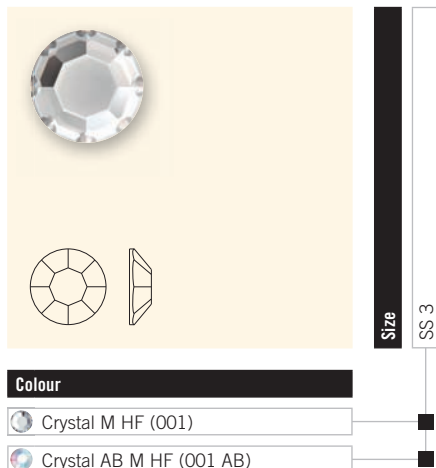 Size
SS 3
Colour
Crystal M HF (001)
Crystal AB M HF (001 AB)